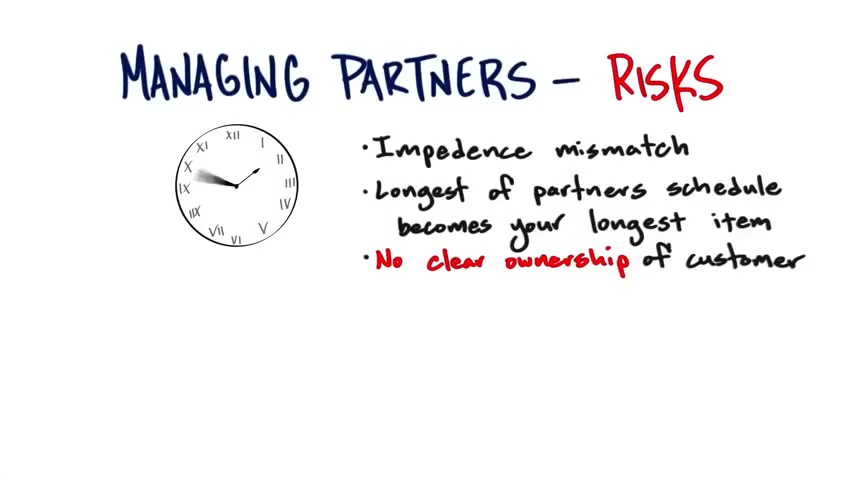 MANAGING PARTNERS – RISKS
XII
XI
I
X
II
IX
III
IIX
IV
VII
V
VI
• Impedence mismatch
• Longest of partners schedule
becomes your longest item
• No clear ownership of customer